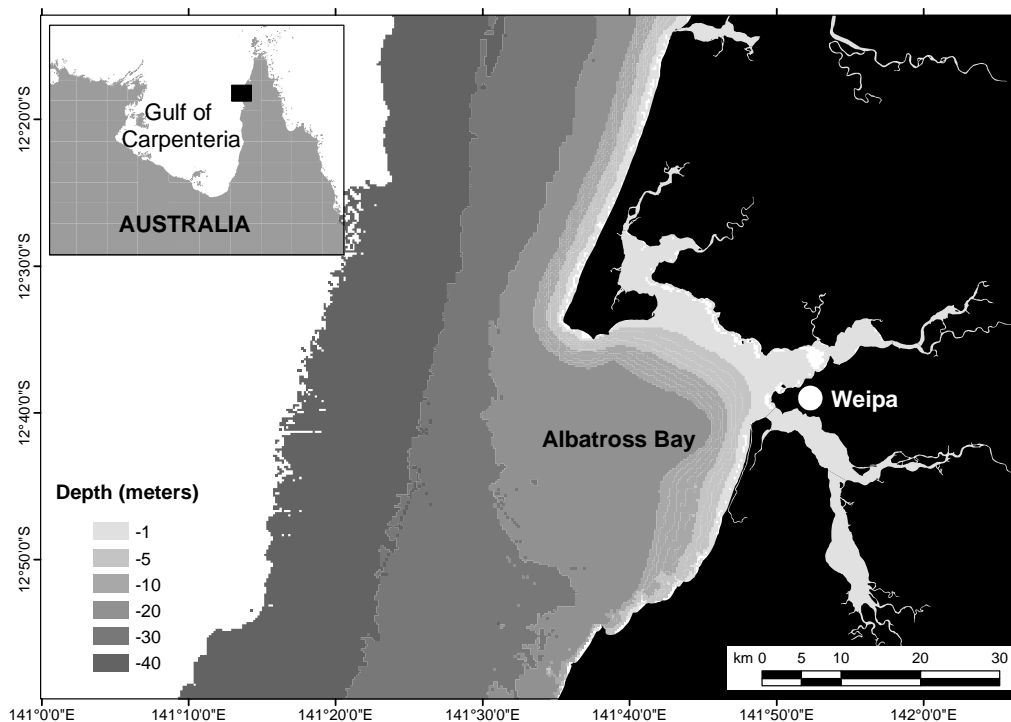 Gulf of
Carpenteria
AUSTRALIA
12°20'0"S
12°30'0"S
12°40'0"S
12°50'0"S
Albatross Bay
Weipa
Depth (meters)
-1
-5
-10
-20
-30
-40
km 0 5 10 20 30
141°0'0"E 141°10'0"E 141°20'0"E 141°30'0"E 141°40'0"E 141°50'0"E 142°0'0"E